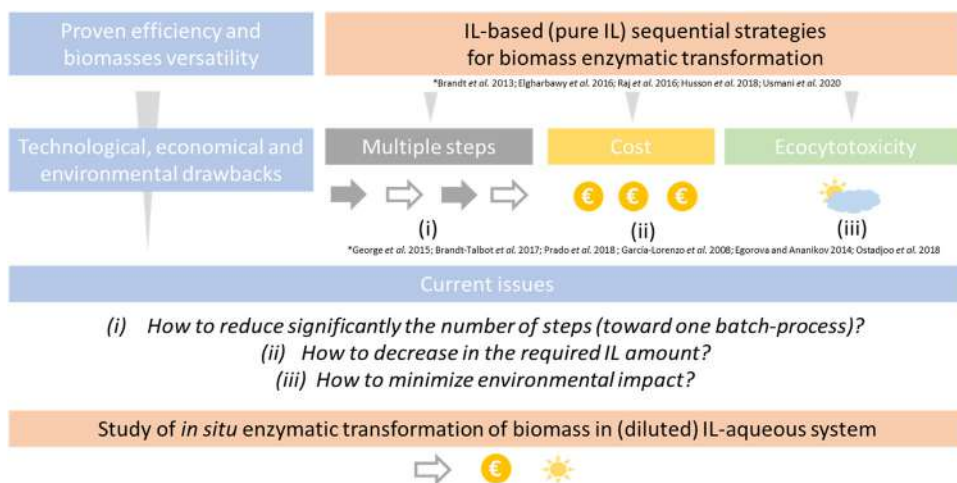 Proven efficiency and
biomasses versatility
IL-based (pure IL) sequential strategies
for biomass enzymatic transformation
*Brandt et al. 2013; Elgharbawy et al. 2016; Raj et al. 2016; Husson et al. 2018; Usmani et al. 2020
Technological, economical and
environmental drawbacks
Multiple steps
Cost
Ecocytotoxicity
€ € €
(i)
(ii)
(iii)
*George et al. 2015; Brandt-Talbot et al. 2017; Prado et al. 2018; García-Lorenzo et al. 2008; Egorova and Ananikov 2014; Ostadjoo et al. 2018
Current issues
(i) How to reduce significantly the number of steps (toward one batch-process)?
(ii) How to decrease in the required IL amount?
(iii) How to minimize environmental impact?
Study of in situ enzymatic transformation of biomass in (diluted) IL-aqueous system
€